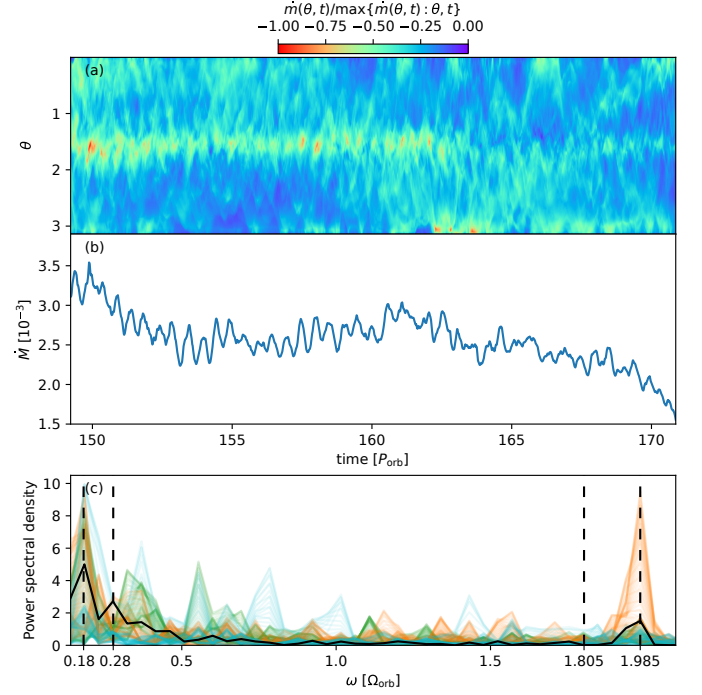 ṁ(θ, t)/max{ṁ(θ, t) : θ, t}
−1.00 −0.75 −0.50 −0.25 0.00
(a)
1
2
3
θ
(b)
3.5
3.0
2.5
2.0
1.5
Ṁ [10⁻³]
150 155 160 165 170
time [P_orb]
(c)
10
8
6
4
2
0
Power spectral density
0.18 0.28 0.5 1.0 1.5 1.805 1.985
ω [Ω_orb]